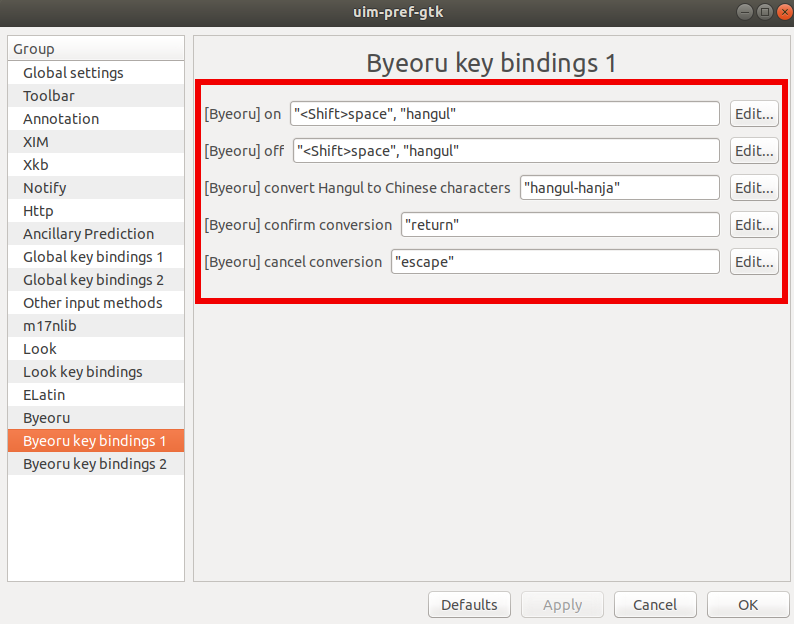 uim-pref-gtk
Group
Global settings
Toolbar
Annotation
XIM
Xkb
Notify
Http
Ancillary Prediction
Global key bindings 1
Global key bindings 2
Other input methods
m17nlib
Look
Look key bindings
ELatin
Byeoru
Byeoru key bindings 1
Byeoru key bindings 2
Byeoru key bindings 1
[Byeoru] on "<Shift>space", "hangul" Edit...
[Byeoru] off "<Shift>space", "hangul" Edit...
[Byeoru] convert Hangul to Chinese characters "hangul-hanja" Edit...
[Byeoru] confirm conversion "return" Edit...
[Byeoru] cancel conversion "escape" Edit...
Defaults Apply Cancel OK